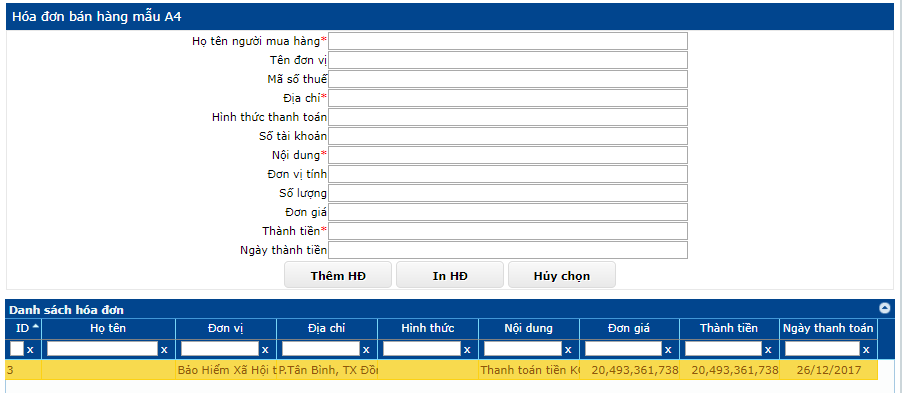 Hóa đơn bán hàng mẫu A4
Họ tên người mua hàng*
Tên đơn vị
Mã số thuế
Địa chỉ*
Hình thức thanh toán
Số tài khoản
Nội dung*
Đơn vị tính
Số lượng
Đơn giá
Thành tiền*
Ngày thành tiền
Thêm HĐ In HĐ Hủy chọn
Danh sách hóa đơn
ID Họ tên Đơn vị Địa chỉ Hình thức Nội dung Đơn giá Thành tiền Ngày thanh toán
x x x x x x x x x
3 Bảo Hiểm Xã Hội t P.Tân Bình, TX Đồn Thanh toán tiền K 20,493,361,738 20,493,361,738 26/12/2017